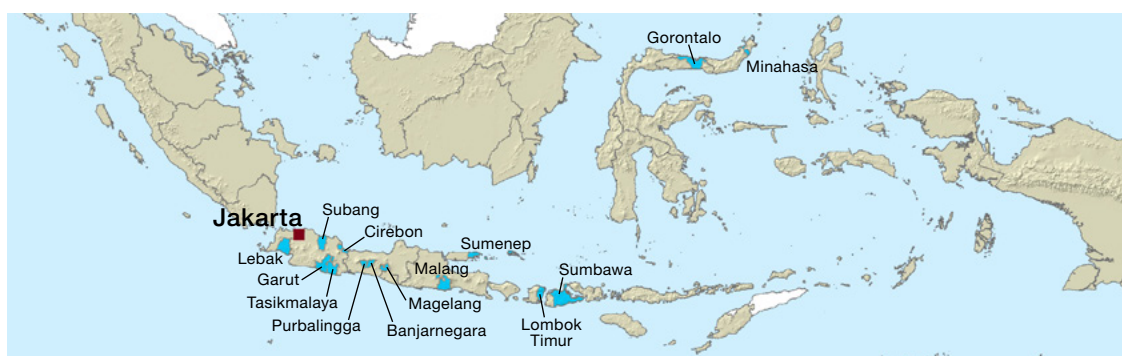 Gorontalo
Minahasa
Jakarta
Subang
Cirebon
Lebak
Garut
Tasikmalaya
Purbalingga
Banjarnegara
Magelang
Malang
Sumenep
Sumbawa
Lombok
Timur